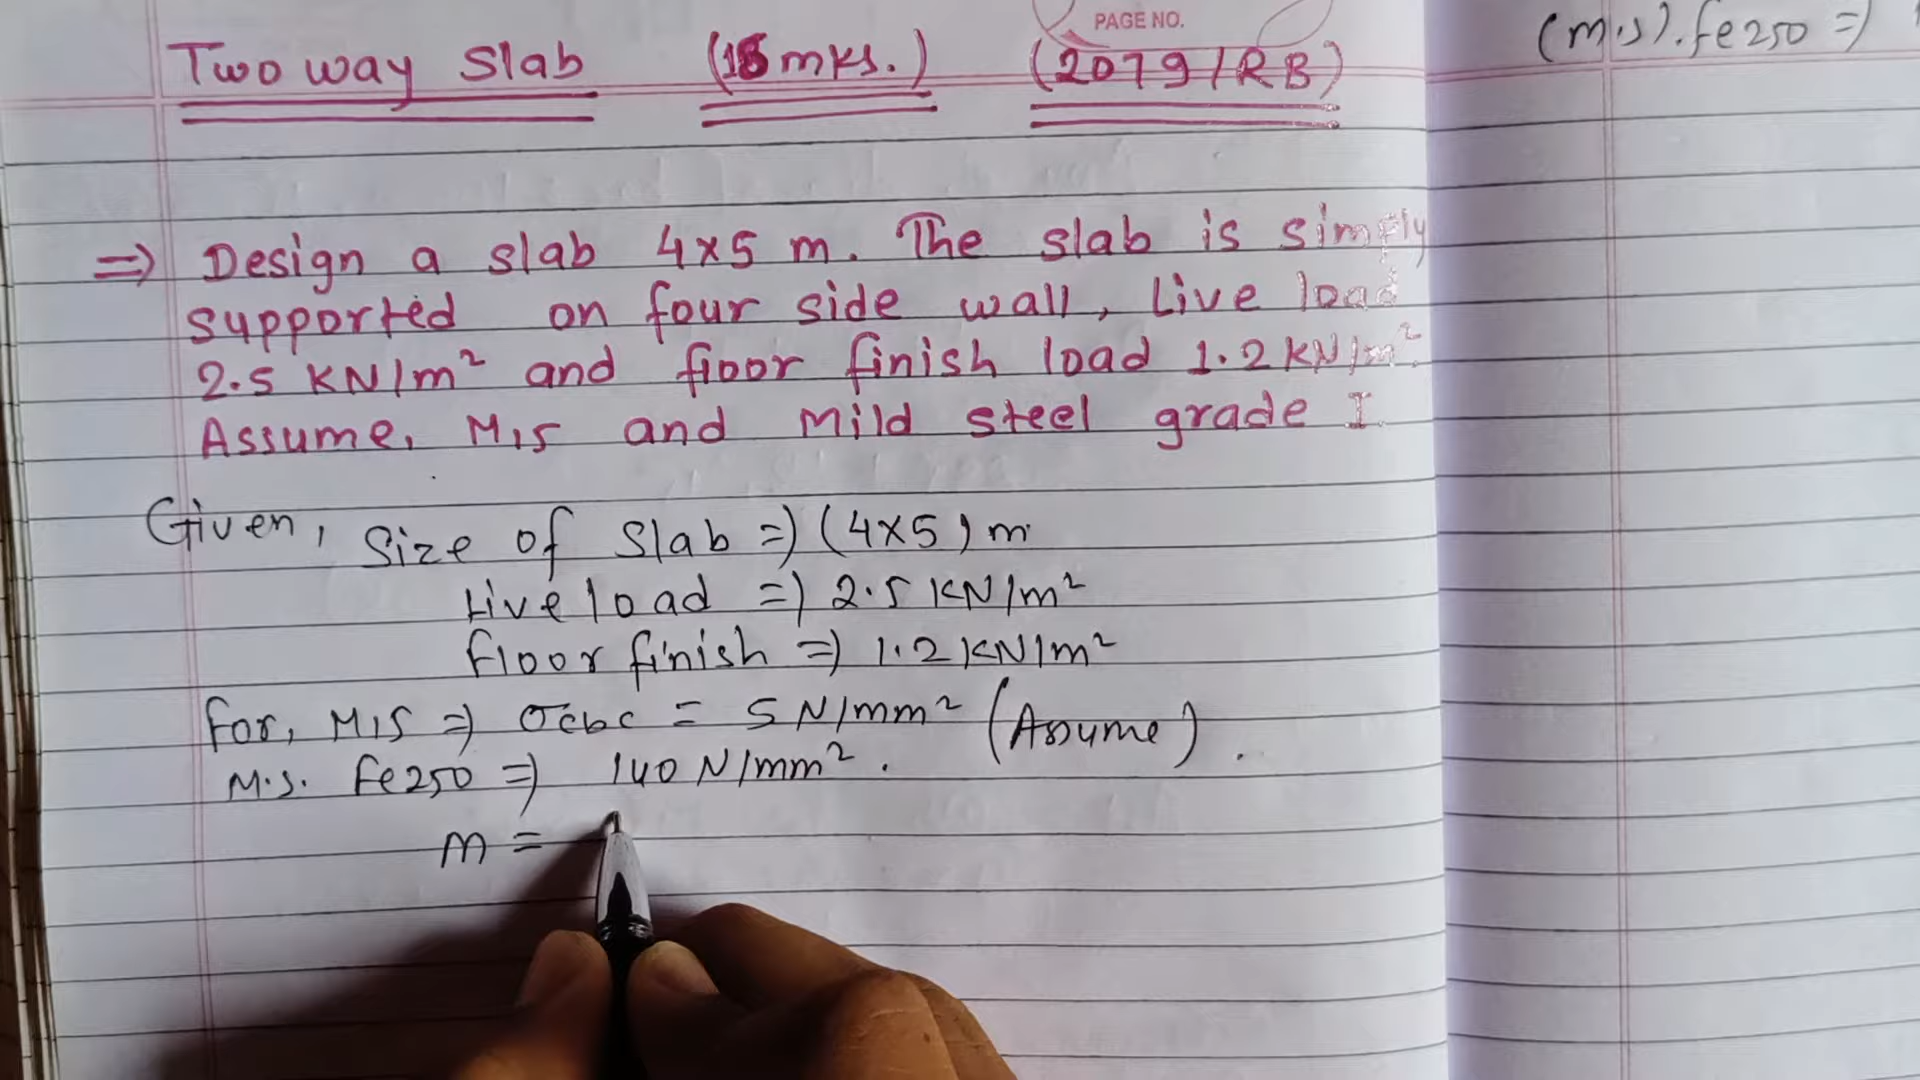 PAGE NO.
(M.S). fe250 =>
Two way Slab (15 mks.) (2079/RB)
=> Design a slab 4x5 m. The slab is simply
supported on four side wall, Live load
2.5 KN/m² and floor finish load 1.2 KN/m².
Assume, M15 and Mild steel grade I.
Given, Size of Slab => (4x5) m
Live load => 2.5 KN/m²
floor finish => 1.2 KN/m²
for, M15 => σcbc = 5 N/mm² (Assume).
M.S. fe250 => 140 N/mm².
m =